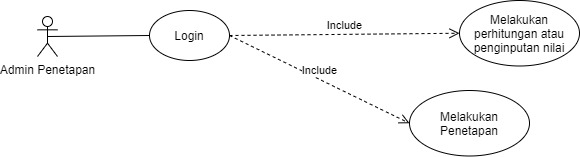 Admin Penetapan
Login
Include
Melakukan
perhitungan atau
penginputan nilai
Include
Melakukan
Penetapan